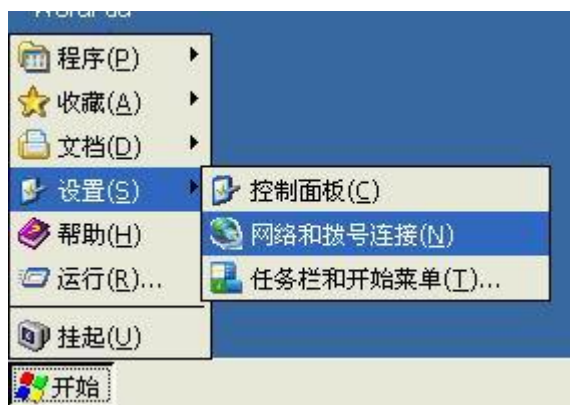 程序(P)
收藏(A)
文档(D)
设置(S)
控制面板(C)
帮助(H)
网络和拨号连接(N)
运行(R)...
任务栏和开始菜单(T)...
挂起(U)
开始